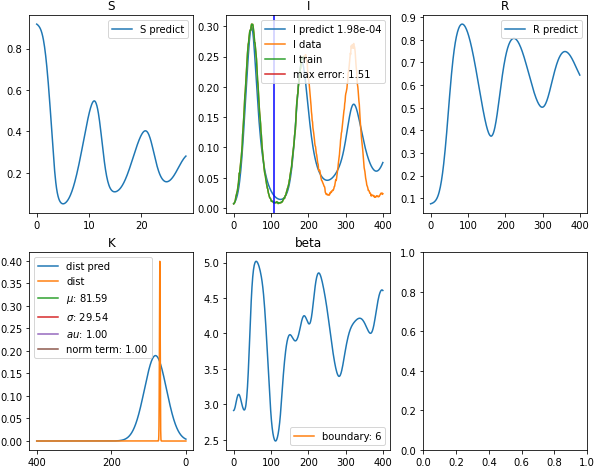 S
I
R
S predict
I predict 1.98e-04
I data
I train
max error: 1.51
R predict
0.8
0.6
0.4
0.2
0.30
0.25
0.20
0.15
0.10
0.05
0.00
0.9
0.8
0.7
0.6
0.5
0.4
0.3
0.2
0.1
0 10 20
0 100 200 300 400
0 100 200 300 400
K
beta
dist pred
dist
μ: 81.59
σ: 29.54
au: 1.00
norm term: 1.00
boundary: 6
0.40
0.35
0.30
0.25
0.20
0.15
0.10
0.05
0.00
5.0
4.5
4.0
3.5
3.0
2.5
1.0
0.8
0.6
0.4
0.2
0.0
400 200 0
0 100 200 300 400
0.0 0.2 0.4 0.6 0.8 1.0